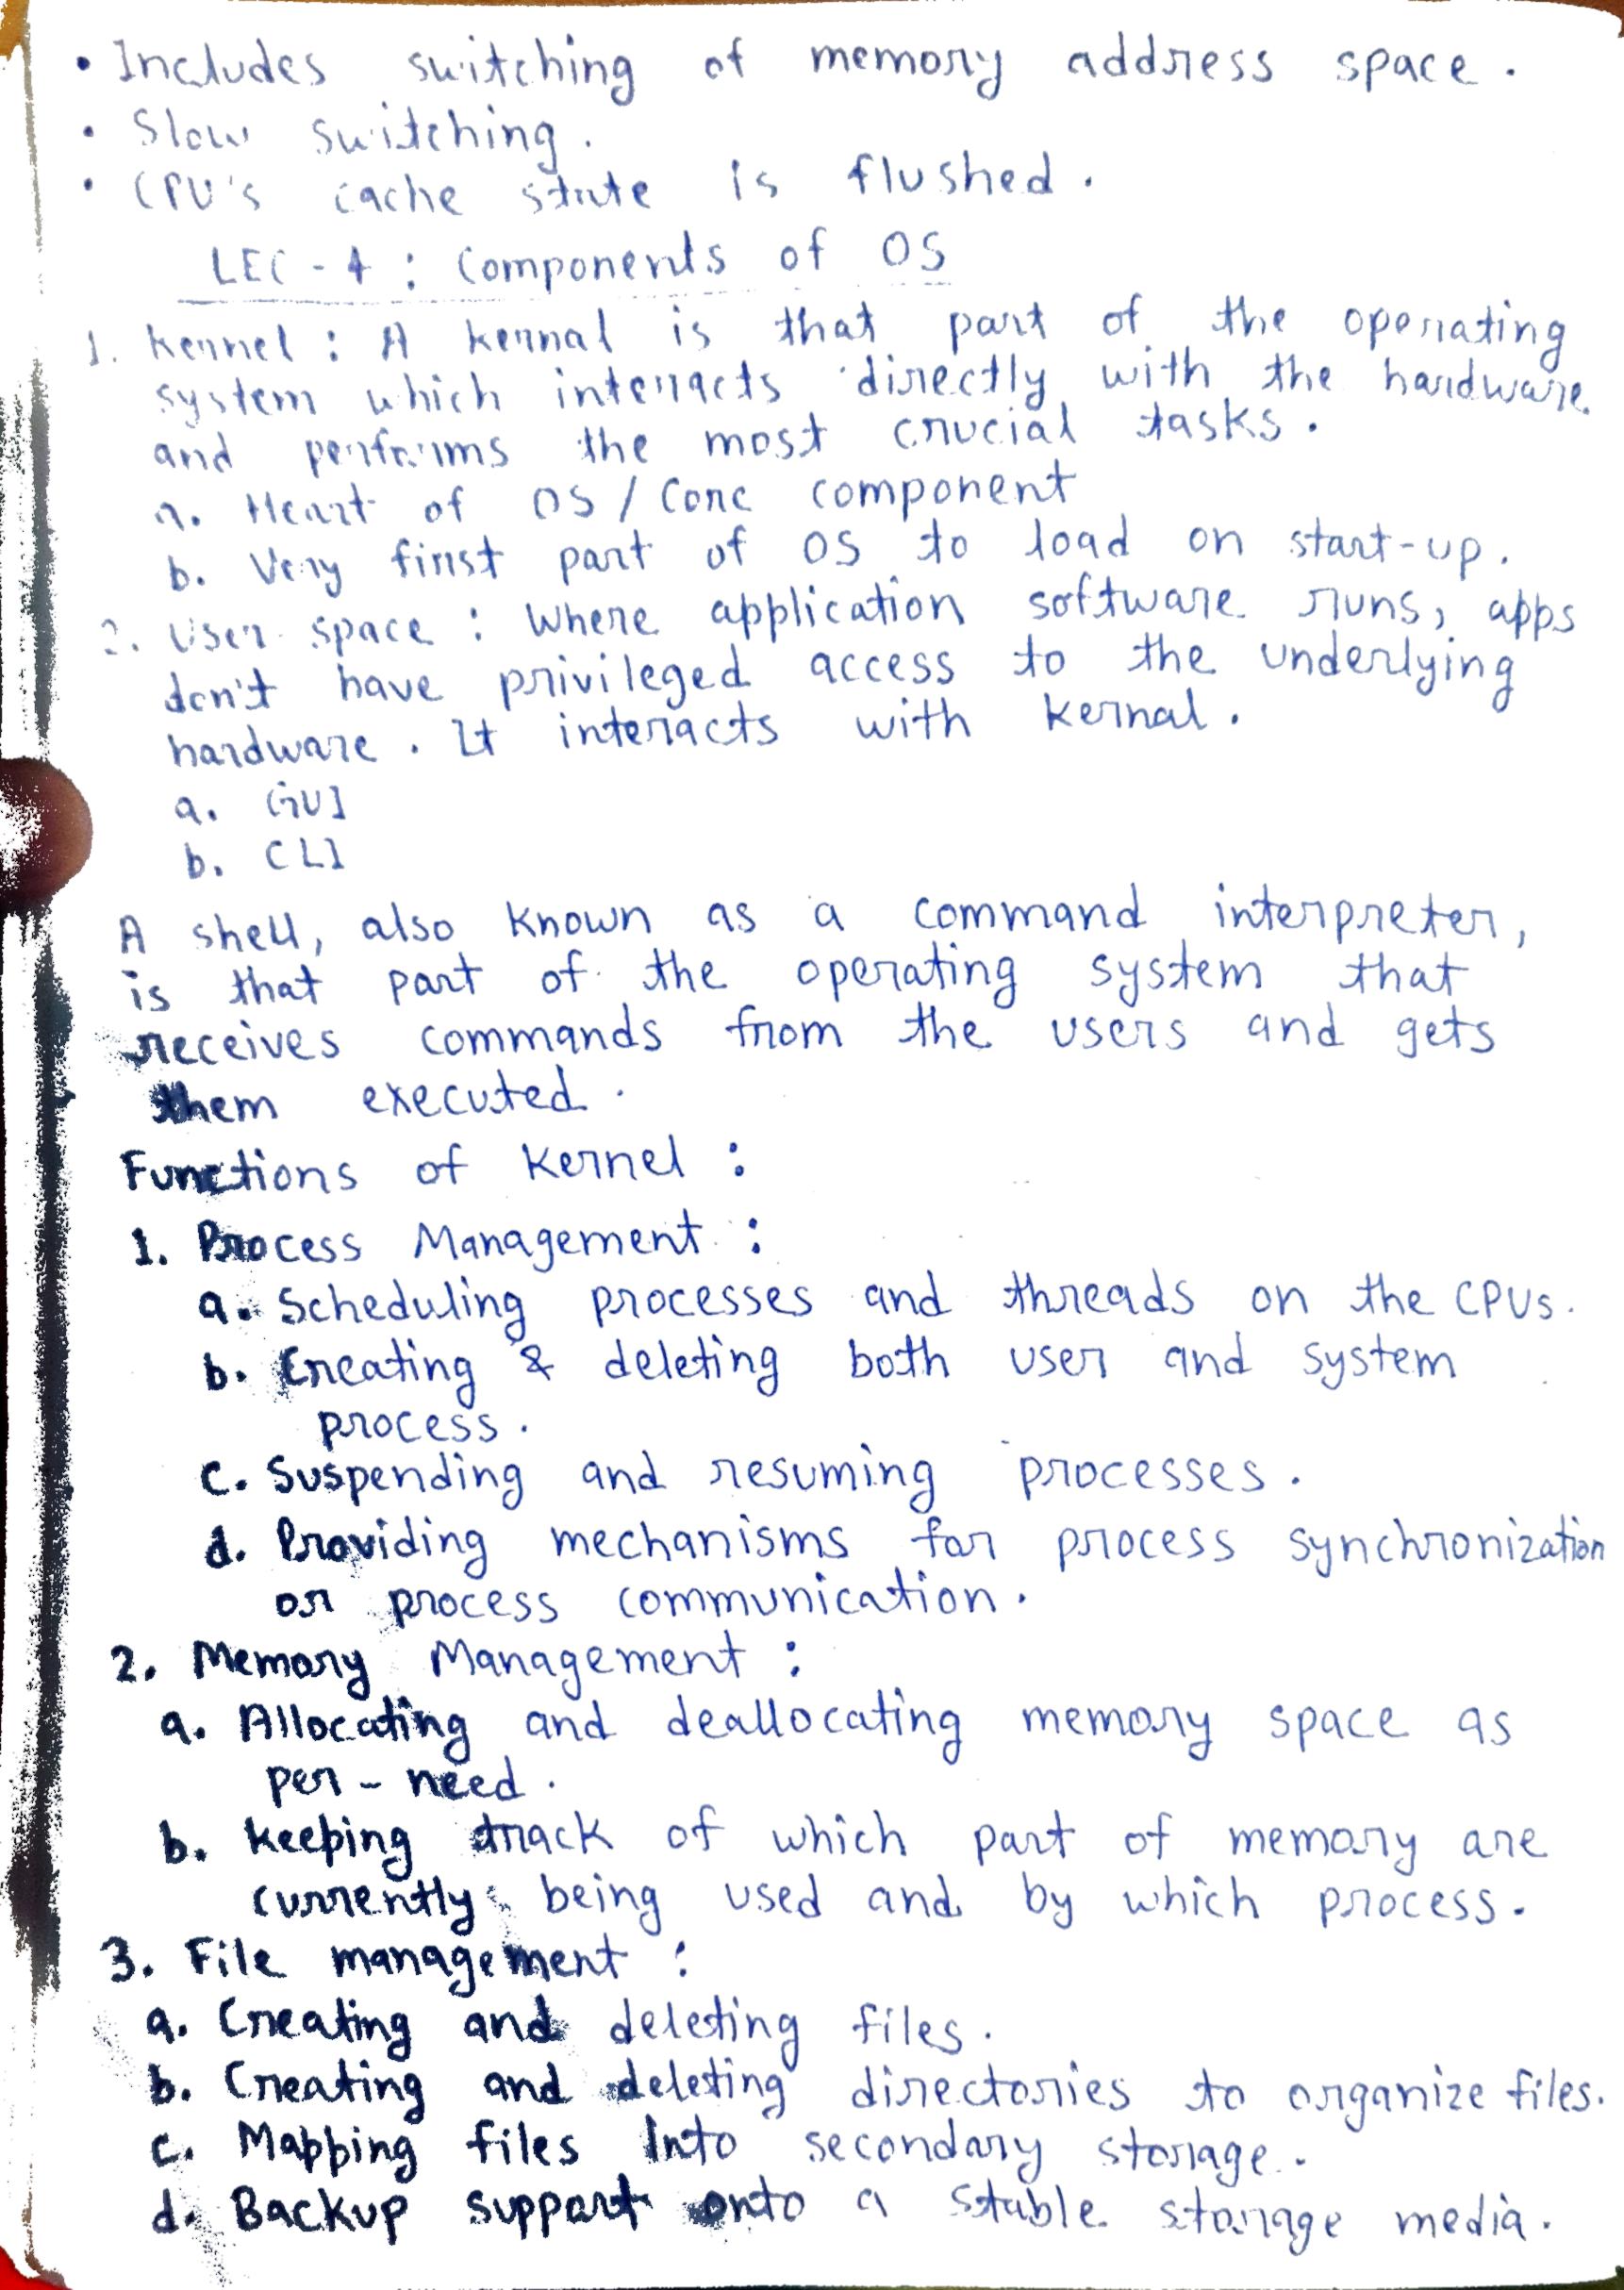 • Includes switching of memory address space.
• Slow switching.
• CPU's cache state is flushed.
LEC - 4 : Components of OS
1. Kernel : A kernal is that part of the operating
system which interracts directly with the hardware
and performs the most crucial tasks.
a. Heart of OS / Core component
b. Very first part of OS to load on start-up.
2. User space : Where application software runs, apps
don't have privileged access to the underlying
hardware. It interacts with kernal.
a. GUI
b. CLI
A shell, also known as a command interpreter,
is that part of the operating system that
receives commands from the users and gets
them executed.
Functions of Kernel :
1. Process Management :
a. Scheduling processes and threads on the CPUs.
b. Creating & deleting both user and system
process.
c. Suspending and resuming processes.
d. Providing mechanisms for process synchronization
or process communication.
2. Memory Management :
a. Allocating and deallocating memory space as
per - need.
b. keeping track of which part of memory are
currently being used and by which process.
3. File management :
a. Creating and deleting files.
b. Creating and deleting directories to organize files.
c. Mapping files Into secondary storage.
d. Backup support onto a stable storage media.